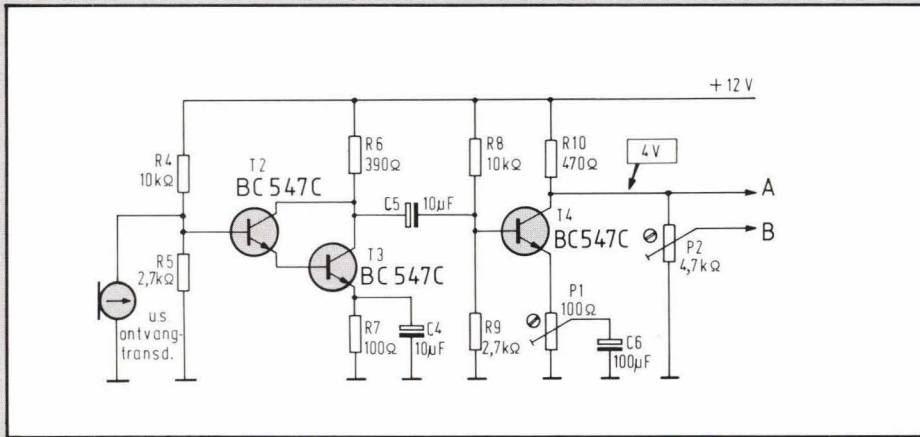 +12V
R4
10kΩ
T2
BC547C
R6
390Ω
C5
10µF
R8
10kΩ
R10
470Ω
4V
A
T4
BC547C
B
P2
4,7kΩ
R5
2,7kΩ
T3
BC547C
u.s.
ontvang-
transd.
R7
100Ω
C4
10µF
R9
2,7kΩ
P1
100Ω
C6
100µF